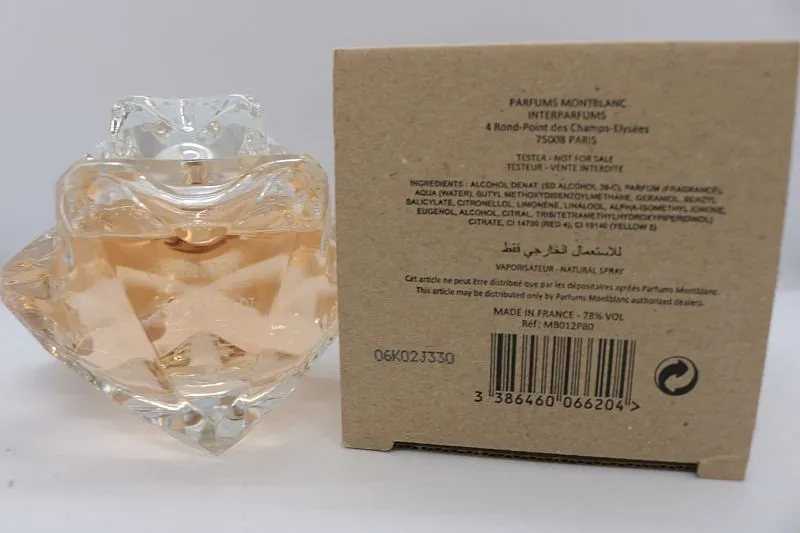 PARFUMS MONTBLANC
INTERPARFUMS
4 Rond-Point des Champs-Elysées
75008 PARIS
TESTER - NOT FOR SALE
TESTEUR - VENTE INTERDITE
INGREDIENTS : ALCOHOL DENAT. (SD ALCOHOL 39-C), PARFUM (FRAGRANCE),
AQUA (WATER), BUTYL METHOXYDIBENZOYLMETHANE, GERANIOL, BENZYL
SALICYLATE, CITRONELLOL, LIMONENE, LINALOOL, ALPHA-ISOMETHYL IONONE,
EUGENOL, ALCOHOL, CITRAL, TRIS(TETRAMETHYLHYDROXYPIPERIDINOL)
CITRATE, CI 14700 (RED 4), CI 19140 (YELLOW 5)
للاستعمال الخارجي فقط
VAPORISATEUR - NATURAL SPRAY
Cet article ne peut être distribué que par les dépositaires agréés Parfums Montblanc.
This article may be distributed only by Parfums Montblanc authorized dealers.
MADE IN FRANCE - 78% VOL
Réf : MB012P80
06K02J330
3 386460 066204 >